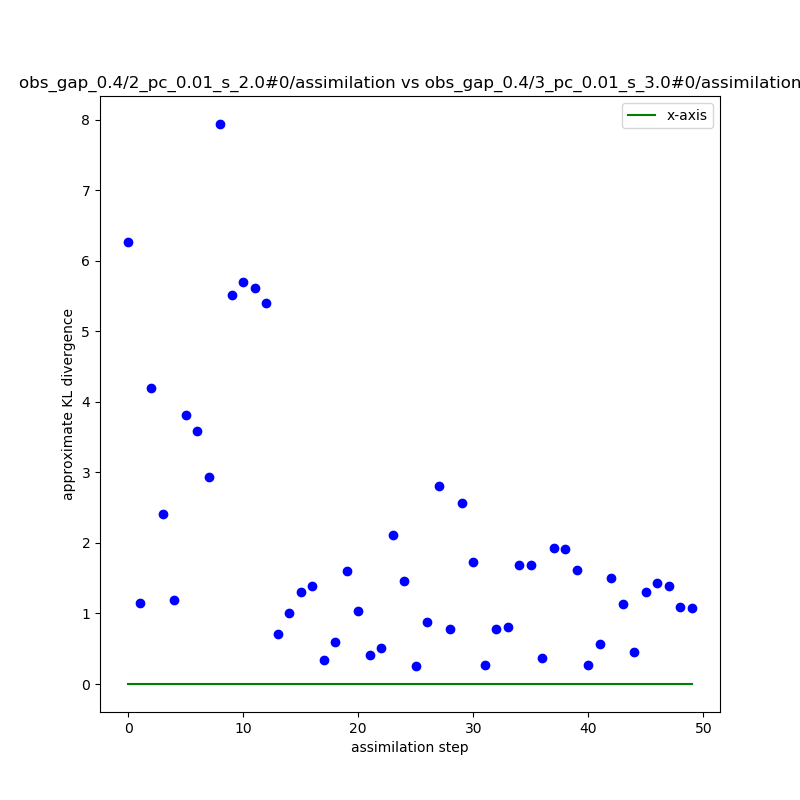 obs_gap_0.4/2_pc_0.01_s_2.0#0/assimilation vs obs_gap_0.4/3_pc_0.01_s_3.0#0/assimilation
x-axis
approximate KL divergence
8
7
6
5
4
3
2
1
0
0 10 20 30 40 50
assimilation step